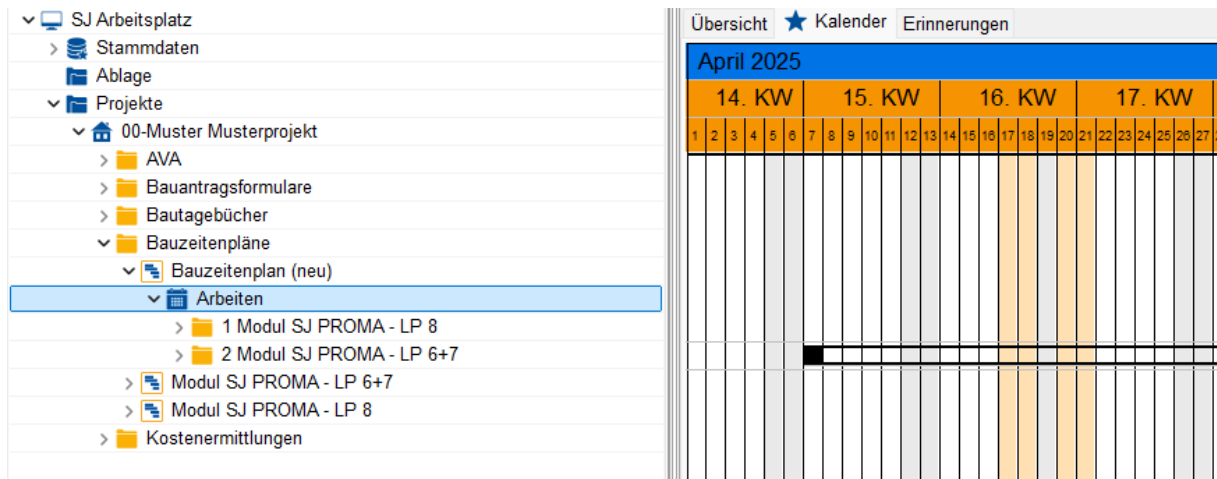 SJ Arbeitsplatz
Stammdaten
Ablage
Projekte
00-Muster Musterprojekt
AVA
Bauantragsformulare
Bautagebücher
Bauzeitenpläne
Bauzeitenplan (neu)
Arbeiten
1 Modul SJ PROMA - LP 8
2 Modul SJ PROMA - LP 6+7
Modul SJ PROMA - LP 6+7
Modul SJ PROMA - LP 8
Kostenermittlungen
Übersicht Kalender Erinnerungen
April 2025
14. KW 15. KW 16. KW 17. KW
1 2 3 4 5 6 7 8 9 10 11 12 13 14 15 16 17 18 19 20 21 22 23 24 25 26 27